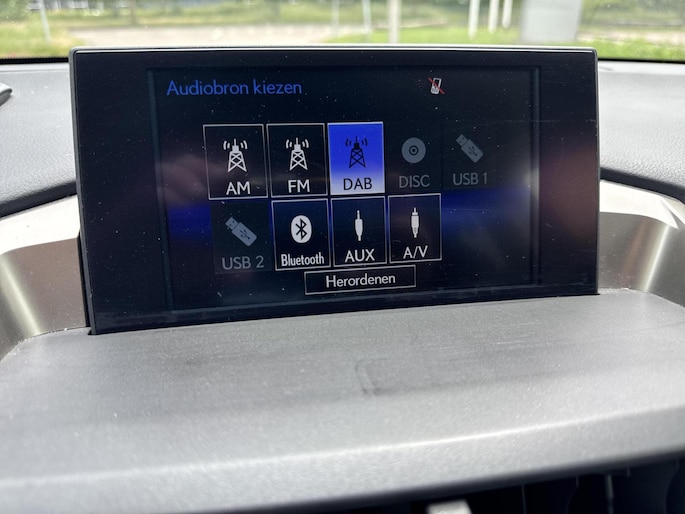 Audiobron kiezen
AM FM DAB DISC USB 1
USB 2 Bluetooth AUX A/V
Herordenen